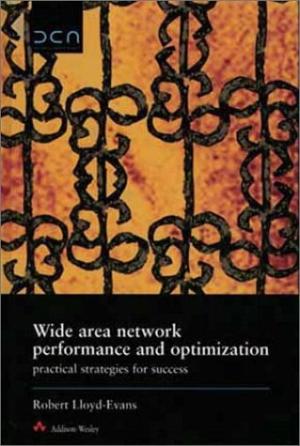 DCN
Wide area network
performance and optimization
practical strategies for success
Robert Lloyd-Evans
Addison-Wesley